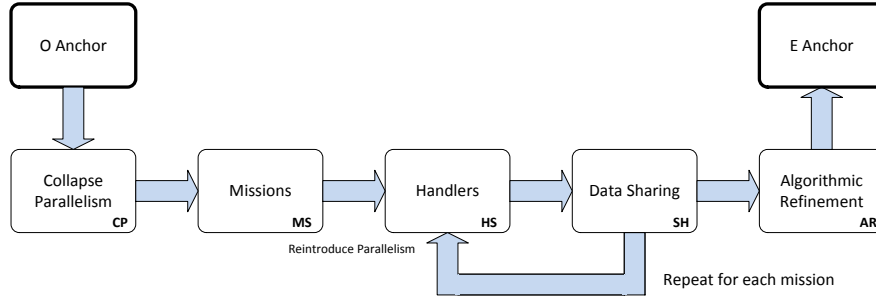 O Anchor
E Anchor
Collapse
Parallelism
CP
Missions
MS
Handlers
HS
Data Sharing
SH
Algorithmic
Refinement
AR
Reintroduce Parallelism
Repeat for each mission